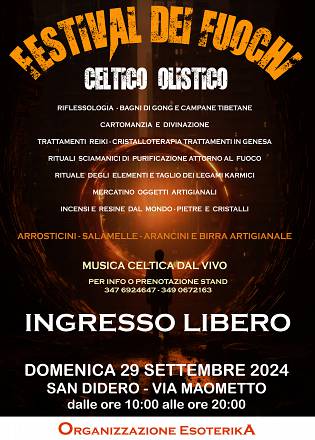 FESTIVAL DEI FUOCHI
CELTICO OLISTICO
RIFLESSOLOGIA - BAGNI DI GONG E CAMPANE TIBETANE
CARTOMANZIA E DIVINAZIONE
TRATTAMENTI REIKI - CRISTALLOTERAPIA TRATTAMENTI IN GENESA
RITUALI SCIAMANICI DI PURIFICAZIONE ATTORNO AL FUOCO
RITUALE DEGLI ELEMENTI E TAGLIO DEI LEGAMI KARMICI
MERCATINO OGGETTI ARTIGIANALI
INCENSI E RESINE DAL MONDO - PIETRE E CRISTALLI
ARROSTICINI - SALAMELLE - ARANCINI E BIRRA ARTIGIANALE
MUSICA CELTICA DAL VIVO
PER INFO O PRENOTAZIONE STAND
347 6924647 - 349 0672163
INGRESSO LIBERO
DOMENICA 29 SETTEMBRE 2024
SAN DIDERO - VIA MAOMETTO
dalle ore 10:00 alle ore 20:00
ORGANIZZAZIONE ESOTERIKA